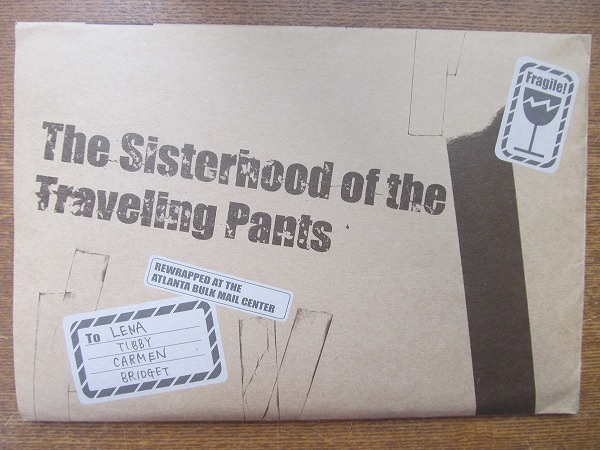 Fragile!
The Sisterhood of the
Traveling Pants
REWRAPPED AT THE
ATLANTA BULK MAIL CENTER
To LENA
TIBBY
CARMEN
BRIDGET